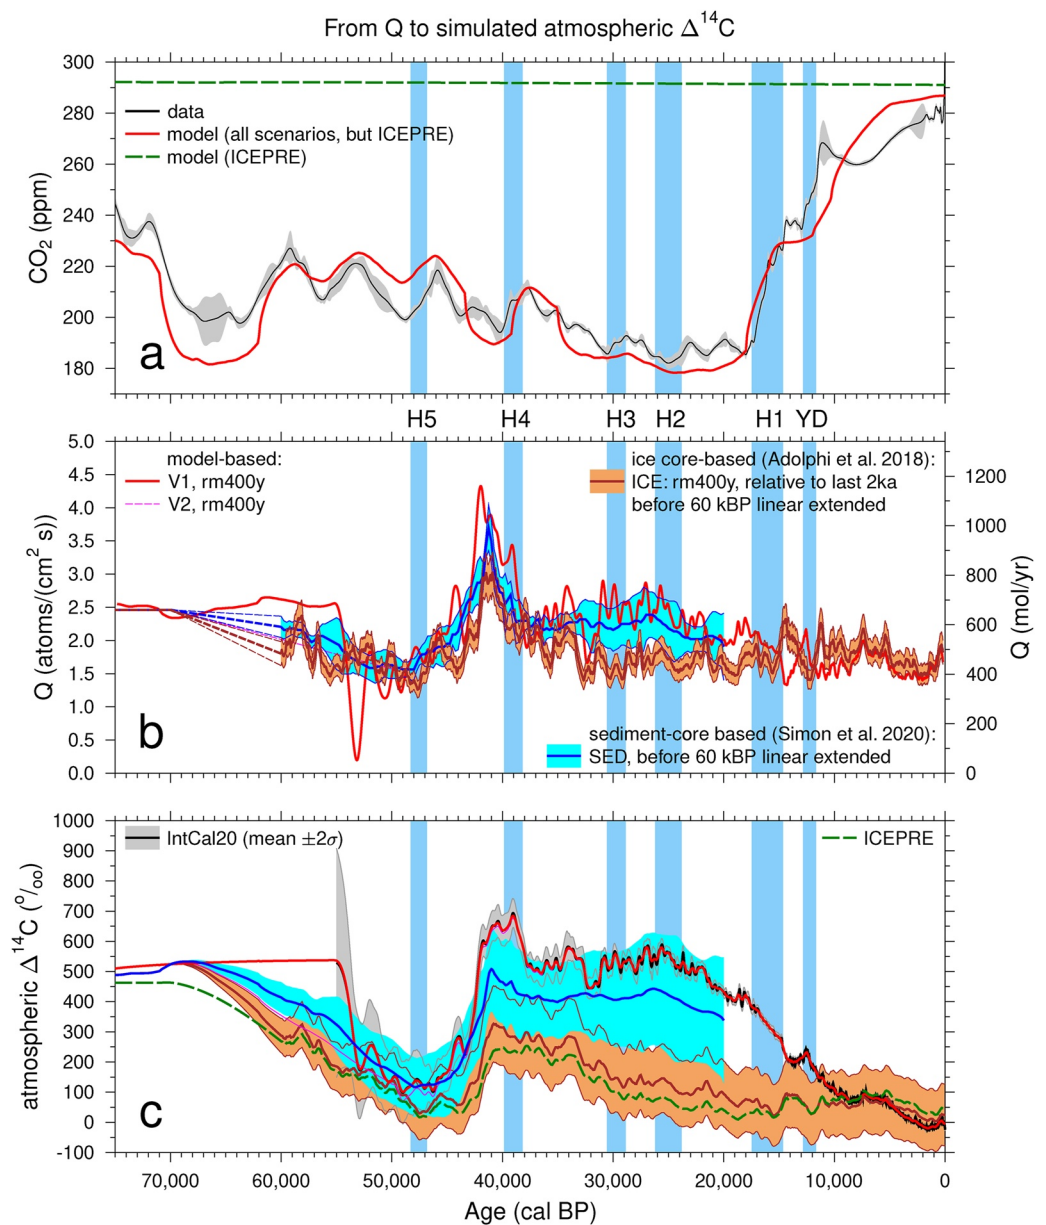 From Q to simulated atmospheric Δ¹⁴C
300
280
260
240
220
200
180
CO₂ (ppm)
data
model (all scenarios, but ICEPRE)
model (ICEPRE)
a
H5 H4 H3 H2 H1 YD
5.0
4.5
4.0
3.5
3.0
2.5
2.0
1.5
1.0
0.5
0.0
Q (atoms/(cm² s))
model-based:
V1, rm400y
V2, rm400y
ice core-based (Adolphi et al. 2018):
ICE: rm400y, relative to last 2ka
before 60 kBP linear extended
1200
1000
800
600
400
200
0
Q (mol/yr)
b
sediment-core based (Simon et al. 2020):
SED, before 60 kBP linear extended
1000
900
800
700
600
500
400
300
200
100
0
-100
atmospheric Δ¹⁴C (⁰/₀₀)
IntCal20 (mean ±2σ)
ICEPRE
c
70,000 60,000 50,000 40,000 30,000 20,000 10,000 0
Age (cal BP)